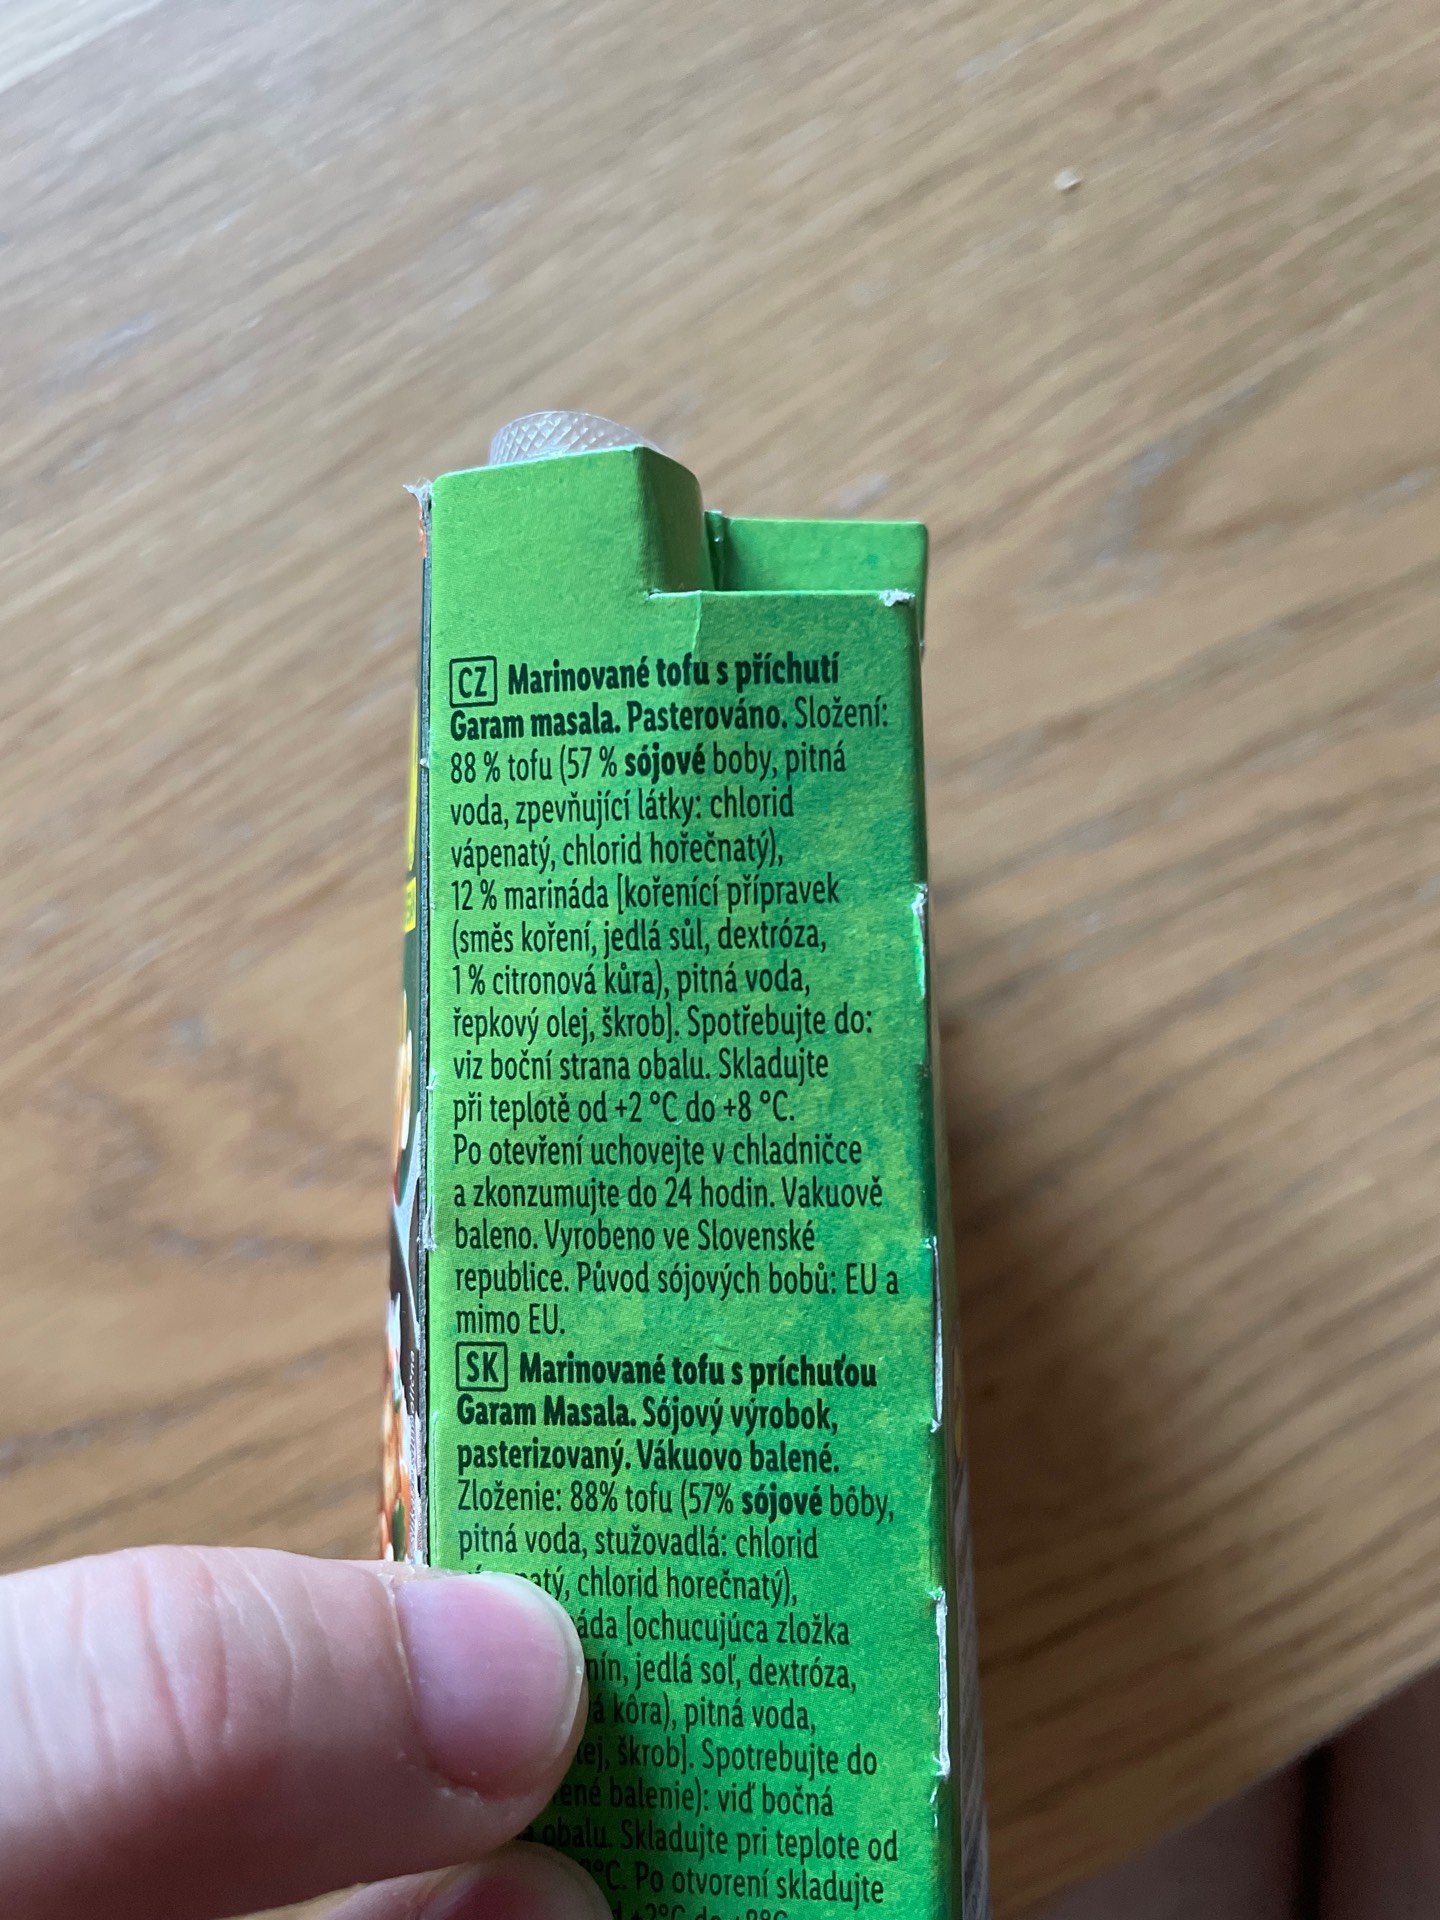 CZ Marinované tofu s příchutí
Garam masala. Pasterováno. Složení:
88 % tofu (57 % sójové boby, pitná
voda, zpevňující látky: chlorid
vápenatý, chlorid hořečnatý),
12 % marináda [kořenící přípravek
(směs koření, jedlá sůl, dextróza,
1 % citronová kůra), pitná voda,
řepkový olej, škrob]. Spotřebujte do:
viz boční strana obalu. Skladujte
při teplotě od +2 °C do +8 °C.
Po otevření uchovejte v chladničce
a zkonzumujte do 24 hodin. Vakuově
baleno. Vyrobeno ve Slovenské
republice. Původ sójových bobů: EU a
mimo EU.
SK Marinované tofu s príchuťou
Garam Masala. Sójový výrobok,
pasterizovaný. Vákuovo balené.
Zloženie: 88% tofu (57% sójové bôby,
pitná voda, stužovadlá: chlorid
chlorid horečnatý),
[ochucujúca zložka
jedlá soľ, dextróza,
kôra), pitná voda,
škrob]. Spotrebujte do
balenie): viď bočná
obalu. Skladujte pri teplote od
Po otvorení skladujte
+2°C do +8°C